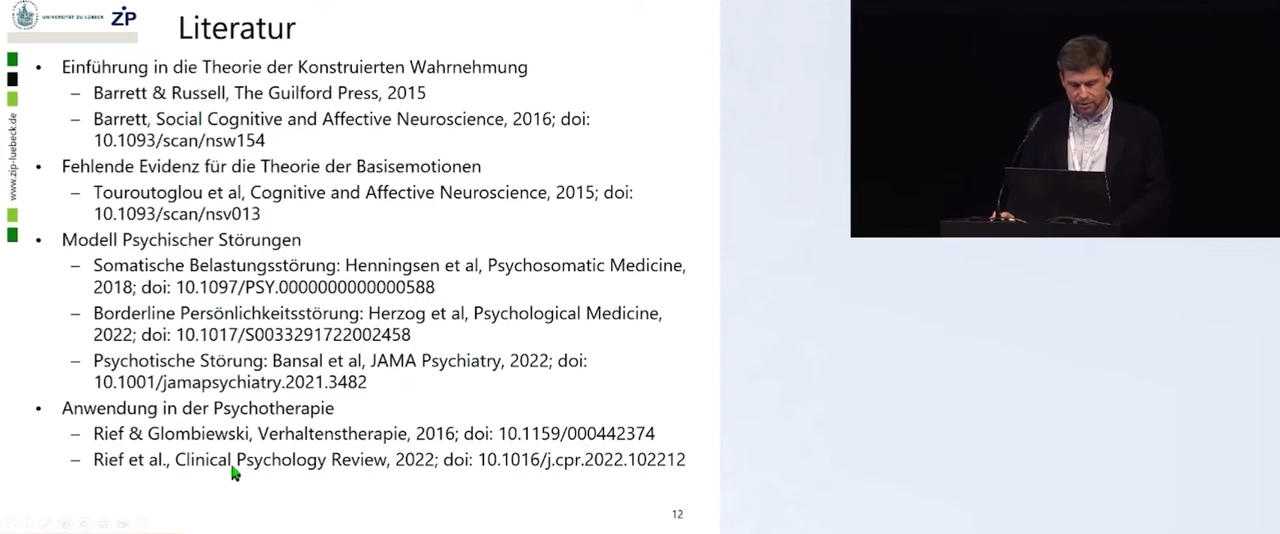 UNIVERSITÄT ZU LÜBECK
ZIP
Literatur
www.zip-luebeck.de
• Einführung in die Theorie der Konstruierten Wahrnehmung
– Barrett & Russell, The Guilford Press, 2015
– Barrett, Social Cognitive and Affective Neuroscience, 2016; doi:
10.1093/scan/nsw154
• Fehlende Evidenz für die Theorie der Basisemotionen
– Touroutoglou et al, Cognitive and Affective Neuroscience, 2015; doi:
10.1093/scan/nsv013
• Modell Psychischer Störungen
– Somatische Belastungsstörung: Henningsen et al, Psychosomatic Medicine,
2018; doi: 10.1097/PSY.0000000000000588
– Borderline Persönlichkeitsstörung: Herzog et al, Psychological Medicine,
2022; doi: 10.1017/S0033291722002458
– Psychotische Störung: Bansal et al, JAMA Psychiatry, 2022; doi:
10.1001/jamapsychiatry.2021.3482
• Anwendung in der Psychotherapie
– Rief & Glombiewski, Verhaltenstherapie, 2016; doi: 10.1159/000442374
– Rief et al., Clinical Psychology Review, 2022; doi: 10.1016/j.cpr.2022.102212
12